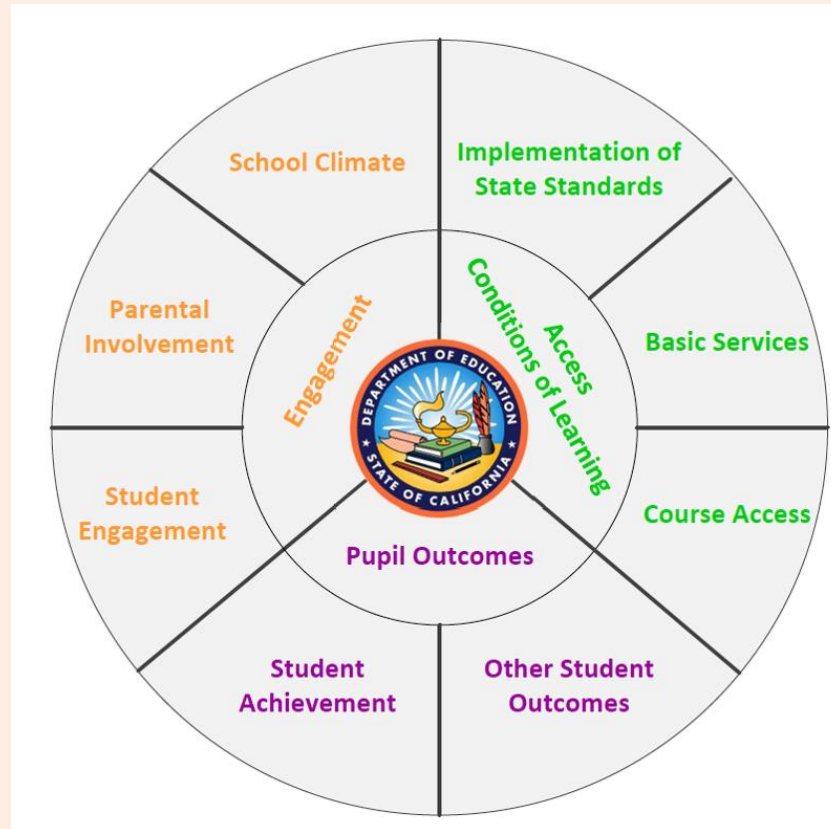 School Climate
Implementation of
State Standards
Parental
Involvement
Engagement
Access
Conditions of Learning
Basic Services
DEPARTMENT OF EDUCATION
STATE OF CALIFORNIA
Student
Engagement
Course Access
Pupil Outcomes
Student
Achievement
Other Student
Outcomes